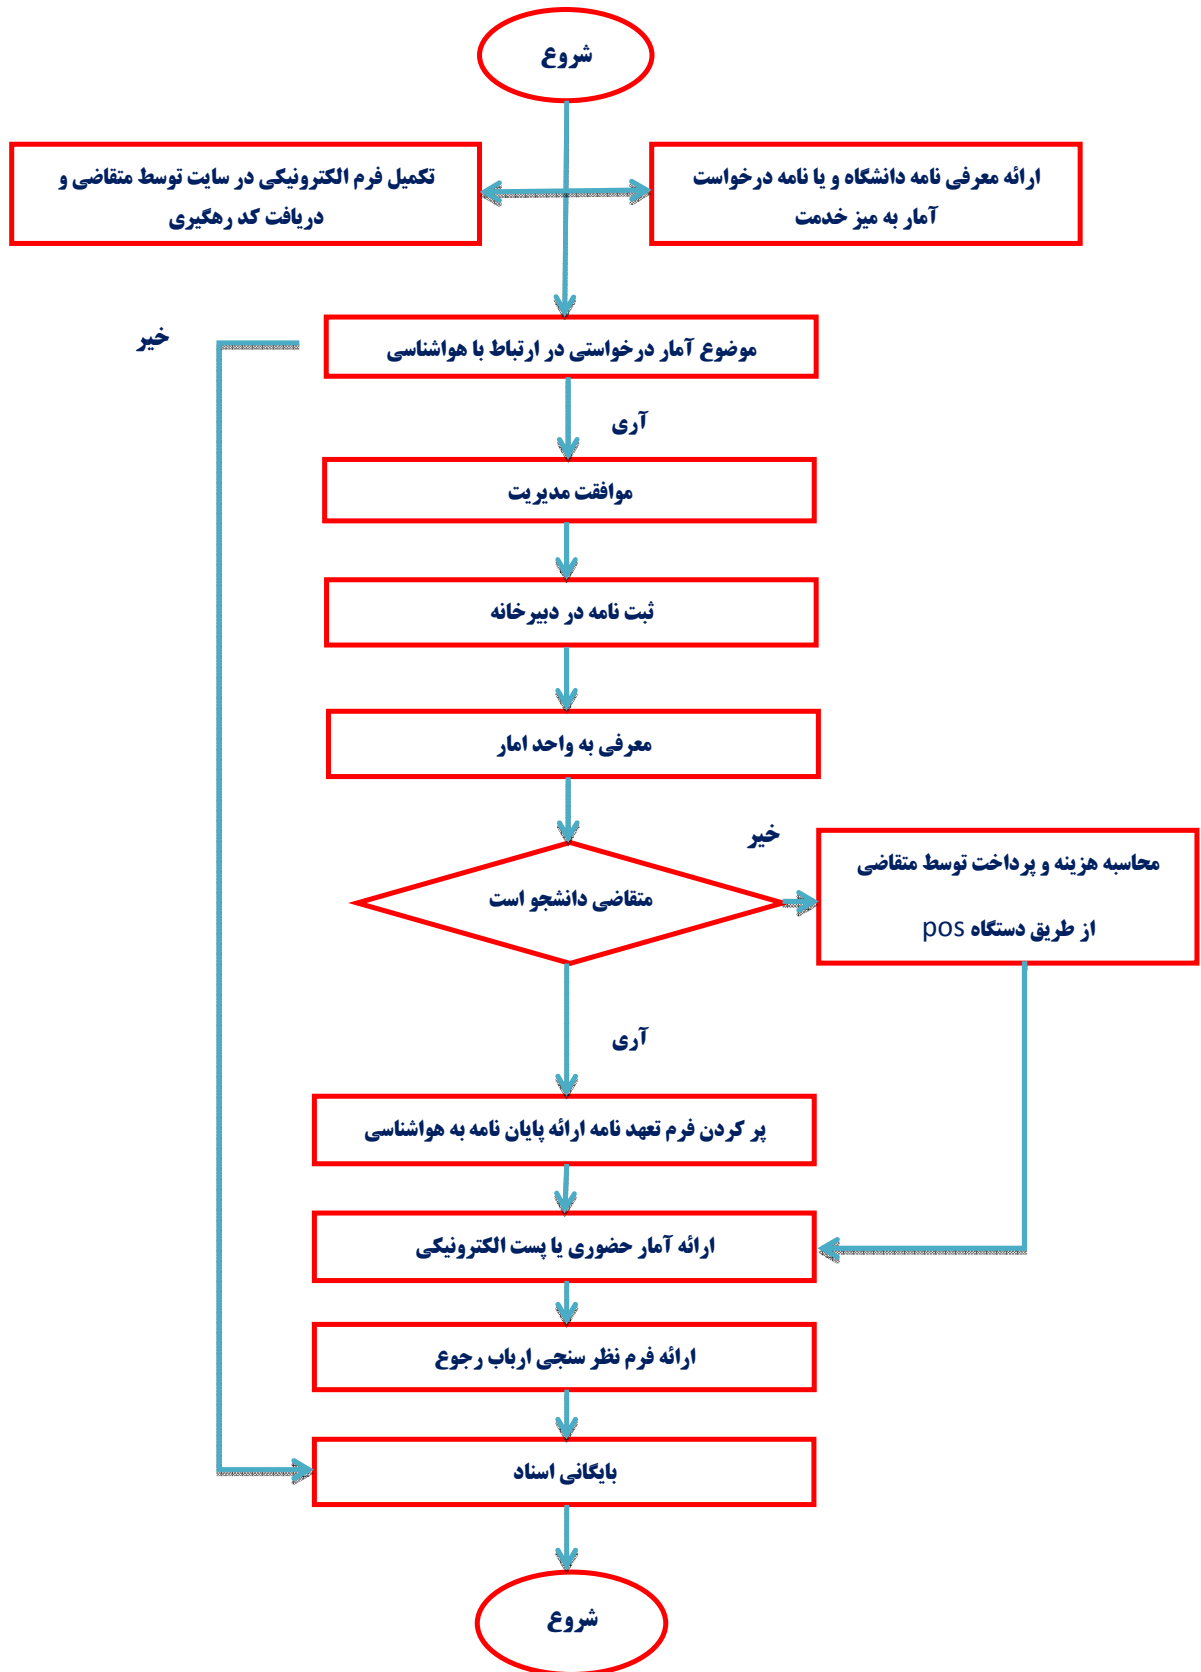 شروع
ارائه معرفی نامه دانشگاه و یا نامه درخواست
آمار به میز خدمت
تکمیل فرم الکترونیکی در سایت توسط متقاضی و
دریافت کد رهگیری
موضوع آمار درخواستی در ارتباط با هواشناسی
خیر
آری
موافقت مدیریت
ثبت نامه در دبیرخانه
معرفی به واحد امار
متقاضی دانشجو است
خیر
محاسبه هزینه و پرداخت توسط متقاضی
از طریق دستگاه pos
آری
پر کردن فرم تعهد نامه ارائه پایان نامه به هواشناسی
ارائه آمار حضوری یا پست الکترونیکی
ارائه فرم نظر سنجی ارباب رجوع
بایگانی اسناد
شروع